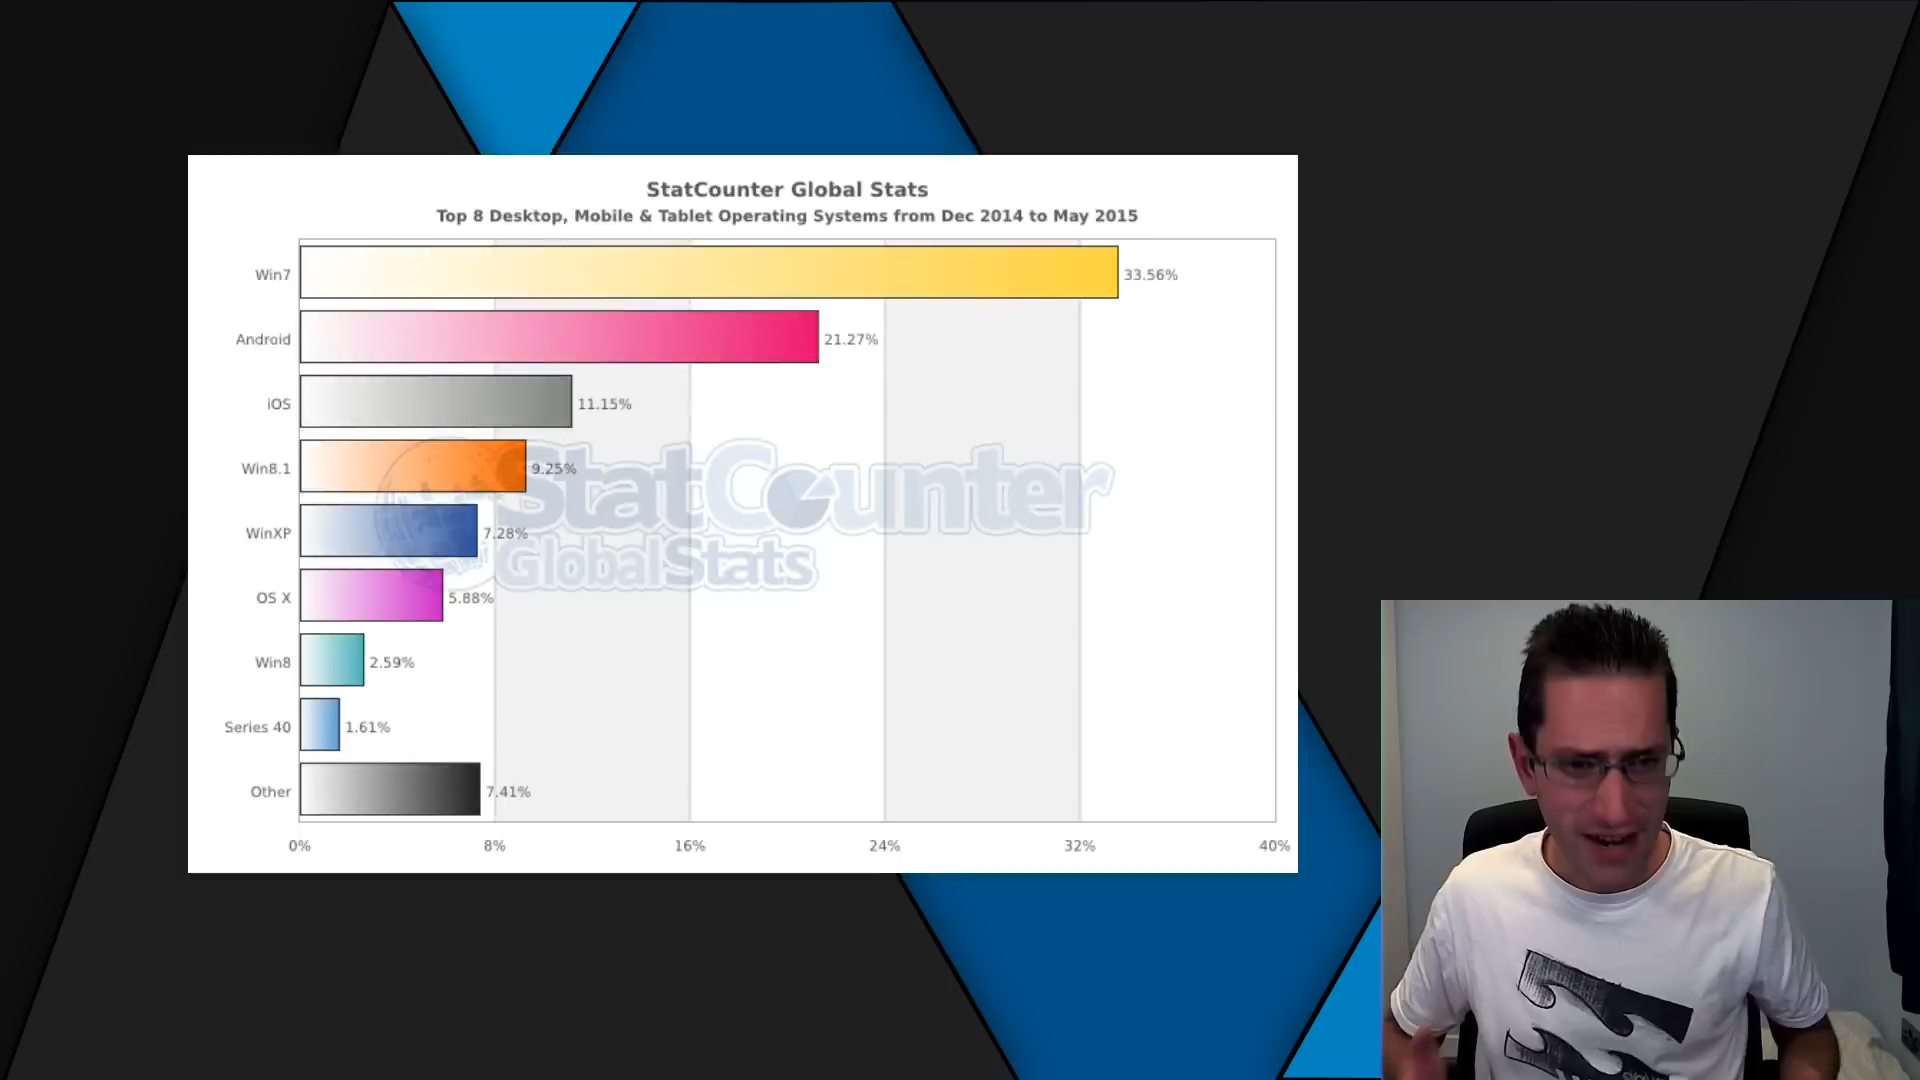 StatCounter Global Stats
Top 8 Desktop, Mobile & Tablet Operating Systems from Dec 2014 to May 2015
Win7 33.56%
Android 21.27%
iOS 11.15%
Win8.1 9.25%
WinXP 7.28%
OS X 5.88%
Win8 2.59%
Series 40 1.61%
Other 7.41%
StatCounter
GlobalStats
0% 8% 16% 24% 32% 40%